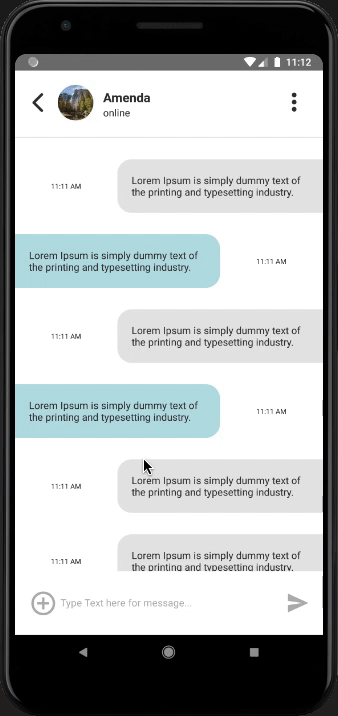 11:12
Amenda
online
11:11 AM
Lorem Ipsum is simply dummy text of
the printing and typesetting industry.
Lorem Ipsum is simply dummy text of
the printing and typesetting industry.
11:11 AM
11:11 AM
Lorem Ipsum is simply dummy text of
the printing and typesetting industry.
Lorem Ipsum is simply dummy text of
the printing and typesetting industry.
11:11 AM
11:11 AM
Lorem Ipsum is simply dummy text of
the printing and typesetting industry.
11:11 AM
Lorem Ipsum is simply dummy text of
the printing and typesetting industry.
Type Text here for message...